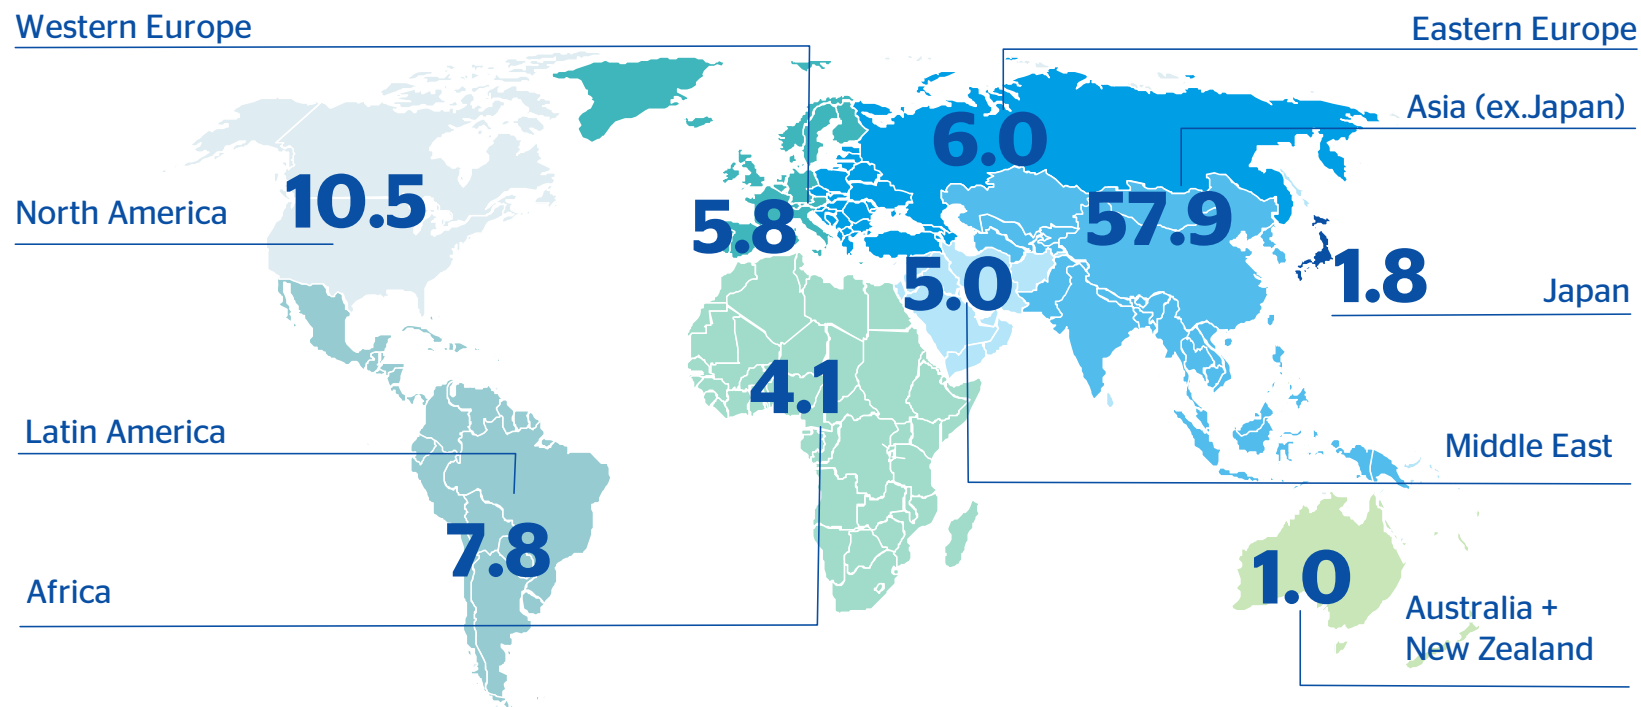 Western Europe
Eastern Europe
Asia (ex.Japan)
6.0
North America
10.5
5.8
57.9
5.0
1.8
Japan
4.1
Latin America
Middle East
7.8
1.0
Africa
Australia +
New Zealand